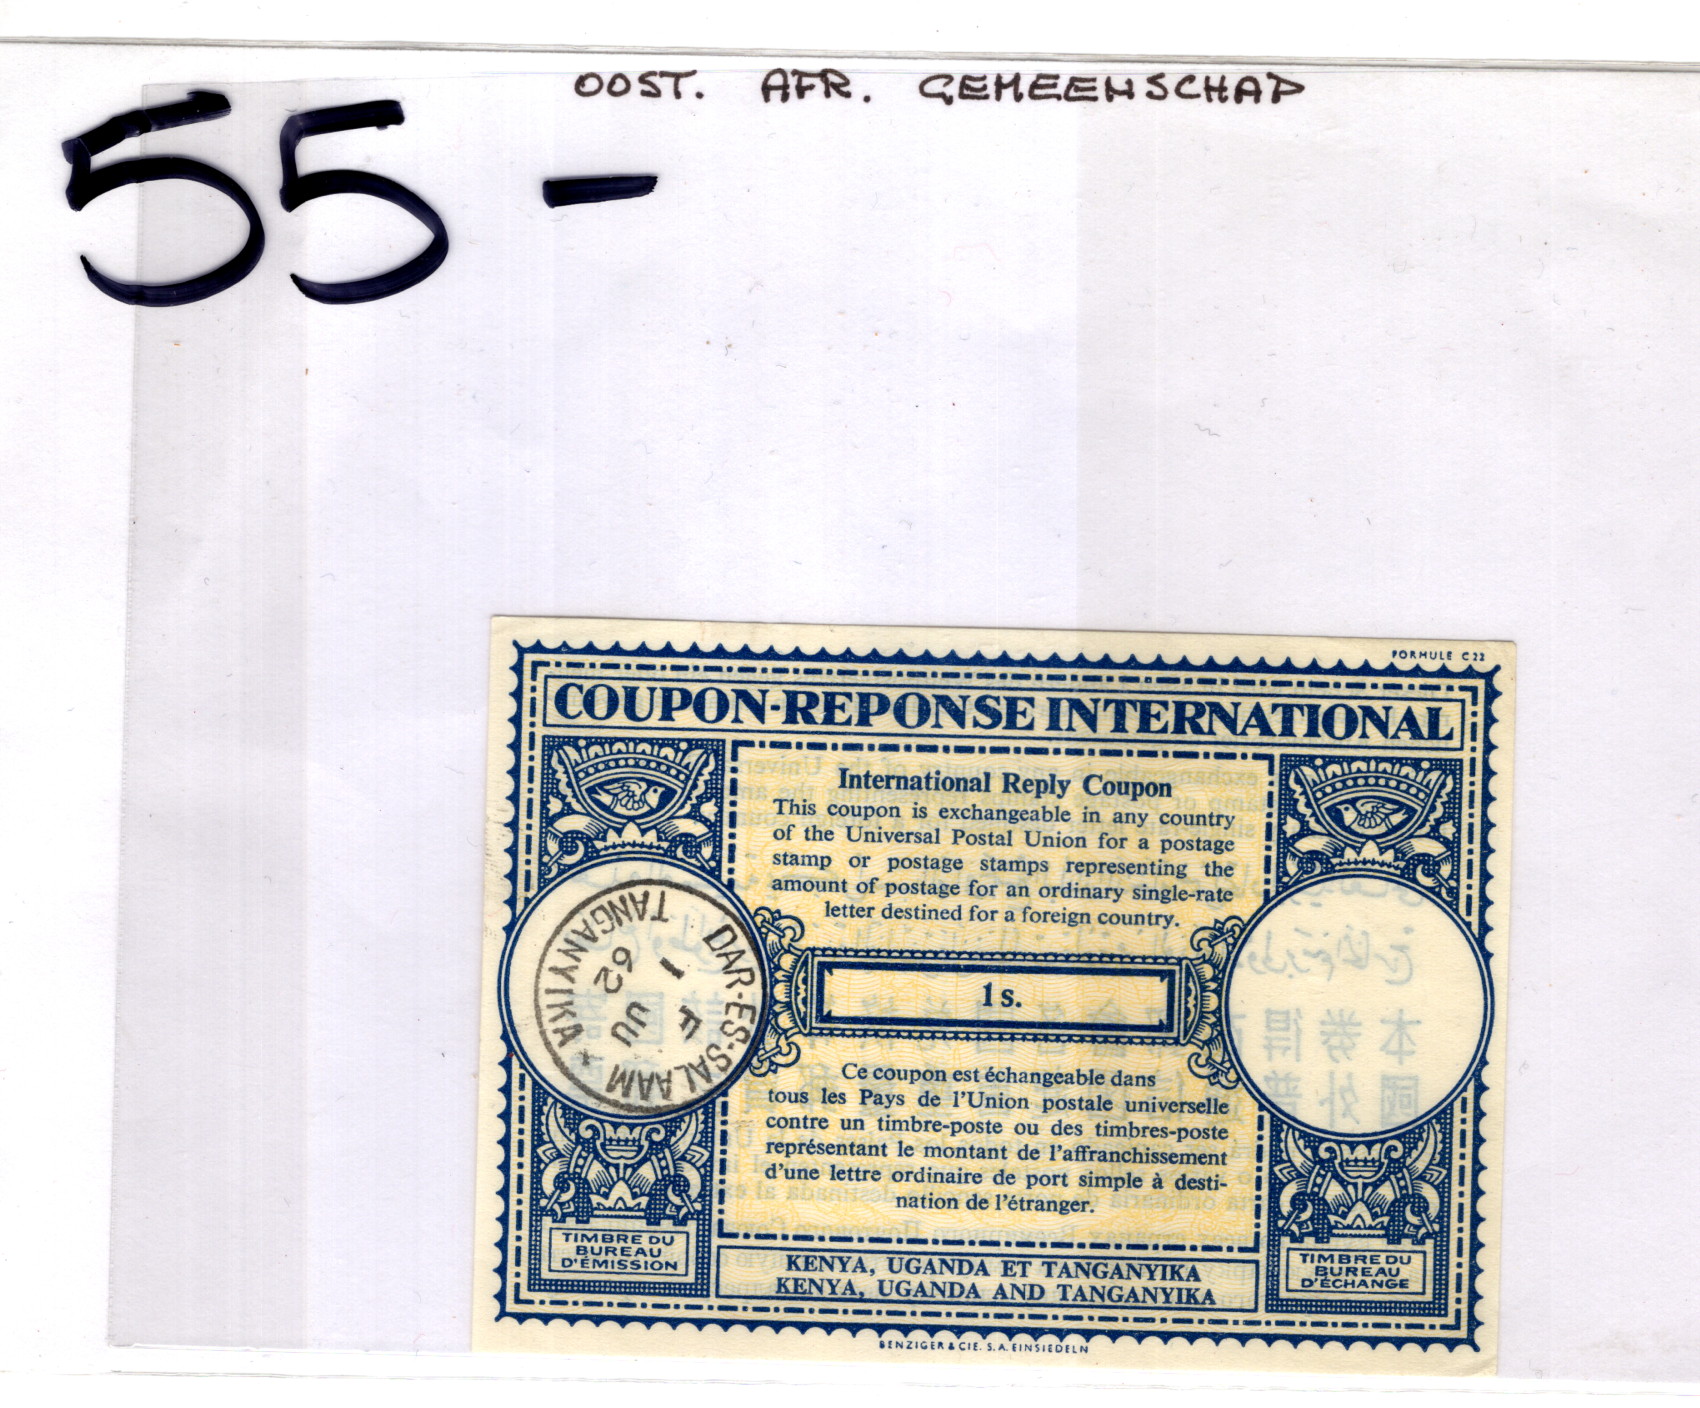 OOST. AFR. GEMEENSCHAP
55 -
FORMULE C22
COUPON-REPONSE INTERNATIONAL
International Reply Coupon
This coupon is exchangeable in any country
of the Universal Postal Union for a postage
stamp or postage stamps representing the
amount of postage for an ordinary single-rate
letter destined for a foreign country.
1 s.
DAR-ES-SALAAM
1 4
JU
62
TANGANYIKA
Ce coupon est échangeable dans
tous les Pays de l'Union postale universelle
contre un timbre-poste ou des timbres-poste
représentant le montant de l'affranchissement
d'une lettre ordinaire de port simple à desti-
nation de l'étranger.
TIMBRE DU
BUREAU
D'ÉMISSION
KENYA, UGANDA ET TANGANYIKA
KENYA, UGANDA AND TANGANYIKA
TIMBRE DU
BUREAU
D'ÉCHANGE
BENZIGER & CIE. S.A. EINSIEDELN